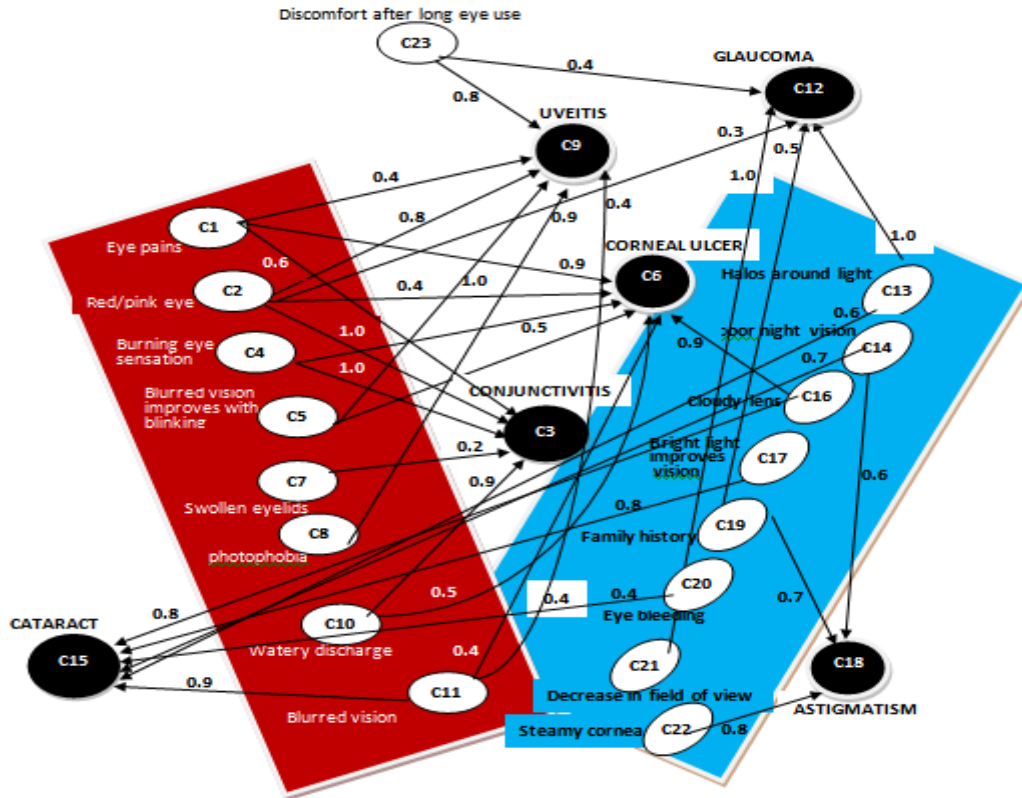 Discomfort after long eye use
C23
GLAUCOMA
0.4
C12
0.8
UVEITIS
0.3
C9
0.5
0.4
1.0
0.4
C1
0.8
0.9
Eye pains
CORNEAL ULCER
1.0
0.6
0.9
C6
Halos around light
C2
1.0
C13
Red/pink eye
0.4
0.6
Burning eye
sensation
C4
1.0
0.5
oor night vision
0.9
C14
1.0
0.7
Blurred vision
improves with
blinking
CONJUNCTIVITIS
Cloudy lens
C16
C5
C3
Bright light
improves
vision
0.2
C17
C7
0.9
0.6
Swollen eyelids
0.8
C8
Family history
C19
photophobia
0.5
0.4
0.4
C20
0.7
0.8
Eye bleeding
CATARACT
C10
Watery discharge
C15
0.4
C21
C18
0.9
C11
Decrease in field of view
ASTIGMATISM
Blurred vision
Steamy cornea
C22
0.8